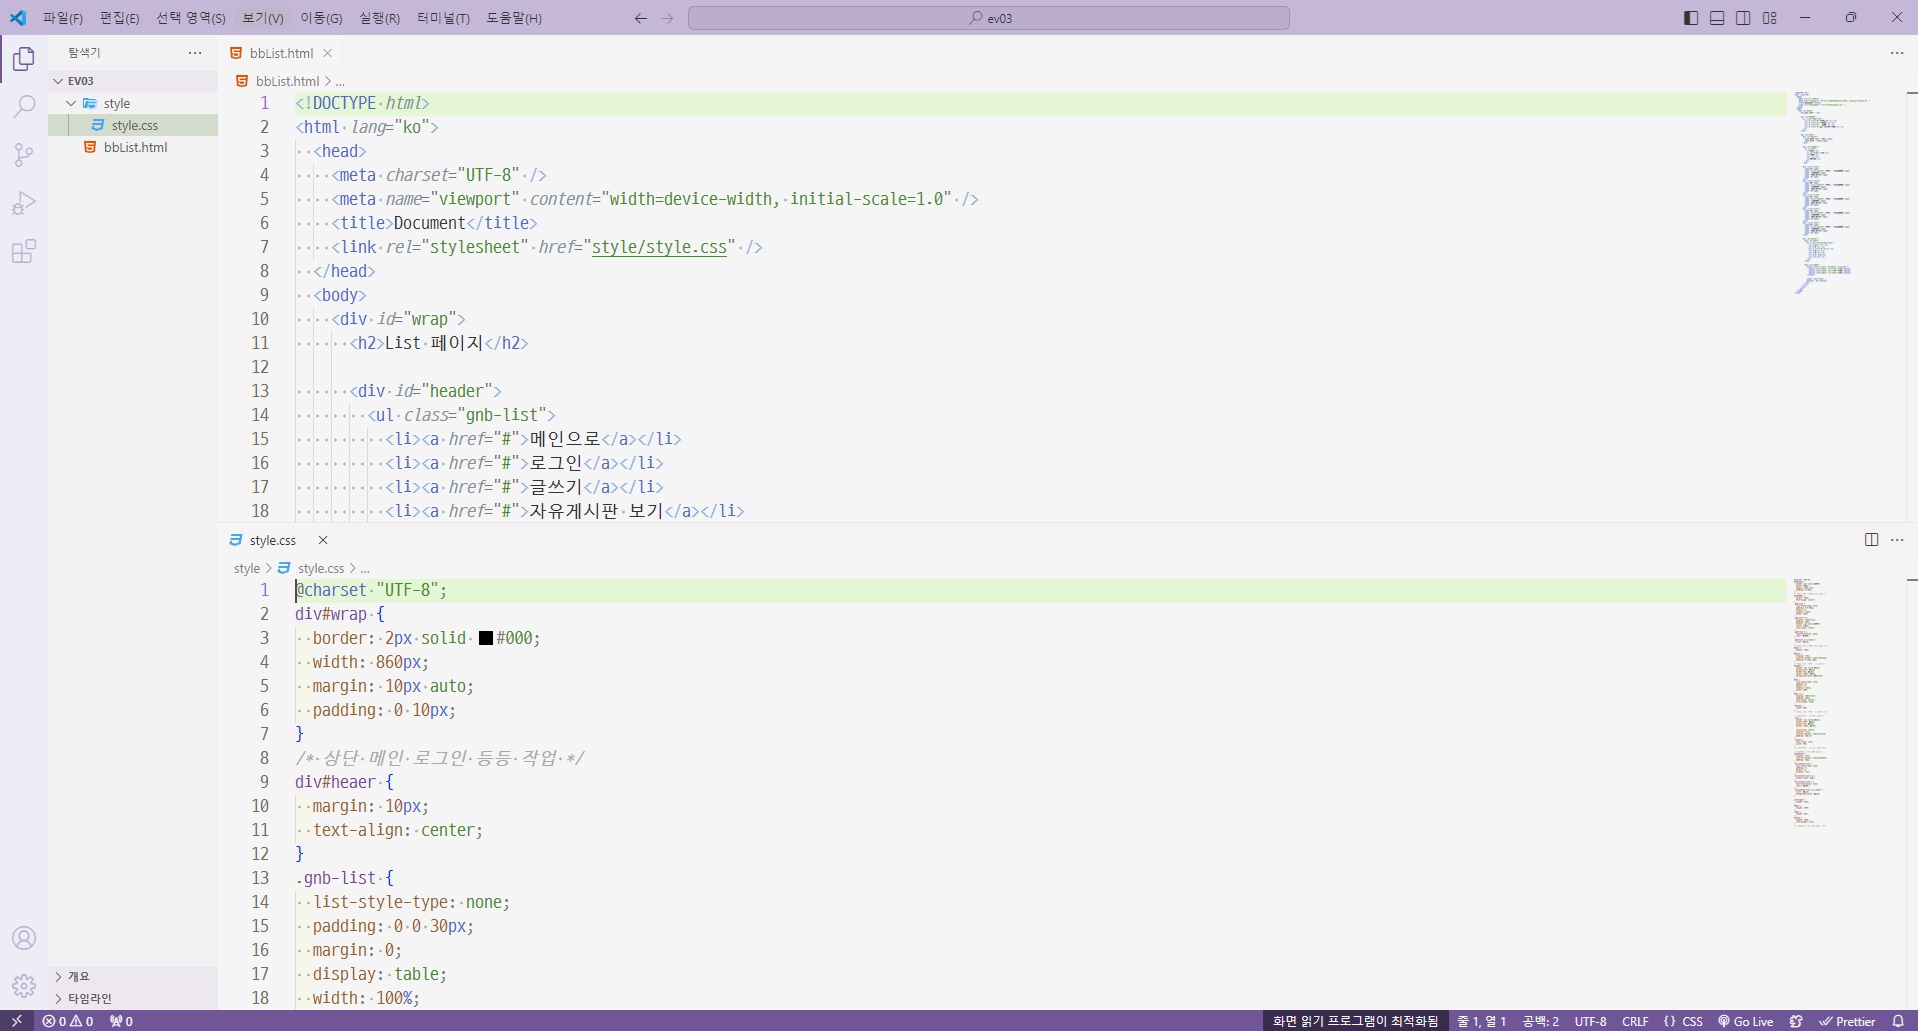 파일(F) 편집(E) 선택 영역(S) 보기(V) 이동(G) 실행(R) 터미널(T) 도움말(H) ev03
탐색기
EV03
style
style.css
bbList.html
개요
타임라인
bbList.html
bbList.html > ...
1 <!DOCTYPE html>
2 <html lang="ko">
3 <head>
4 <meta charset="UTF-8" />
5 <meta name="viewport" content="width=device-width, initial-scale=1.0" />
6 <title>Document</title>
7 <link rel="stylesheet" href="style/style.css" />
8 </head>
9 <body>
10 <div id="wrap">
11 <h2>List 페이지</h2>
12
13 <div id="header">
14 <ul class="gnb-list">
15 <li><a href="#">메인으로</a></li>
16 <li><a href="#">로그인</a></li>
17 <li><a href="#">글쓰기</a></li>
18 <li><a href="#">자유게시판 보기</a></li>
style.css
style > style.css > ...
1 @charset "UTF-8";
2 div#wrap {
3 border: 2px solid #000;
4 width: 860px;
5 margin: 10px auto;
6 padding: 0 10px;
7 }
8 /* 상단 메인 로그인 등등 작업 */
9 div#heaer {
10 margin: 10px;
11 text-align: center;
12 }
13 .gnb-list {
14 list-style-type: none;
15 padding: 0 0 30px;
16 margin: 0;
17 display: table;
18 width: 100%;
0 0 0 화면 읽기 프로그램이 최적화됨 줄 1, 열 1 공백: 2 UTF-8 CRLF {} CSS Go Live Prettier